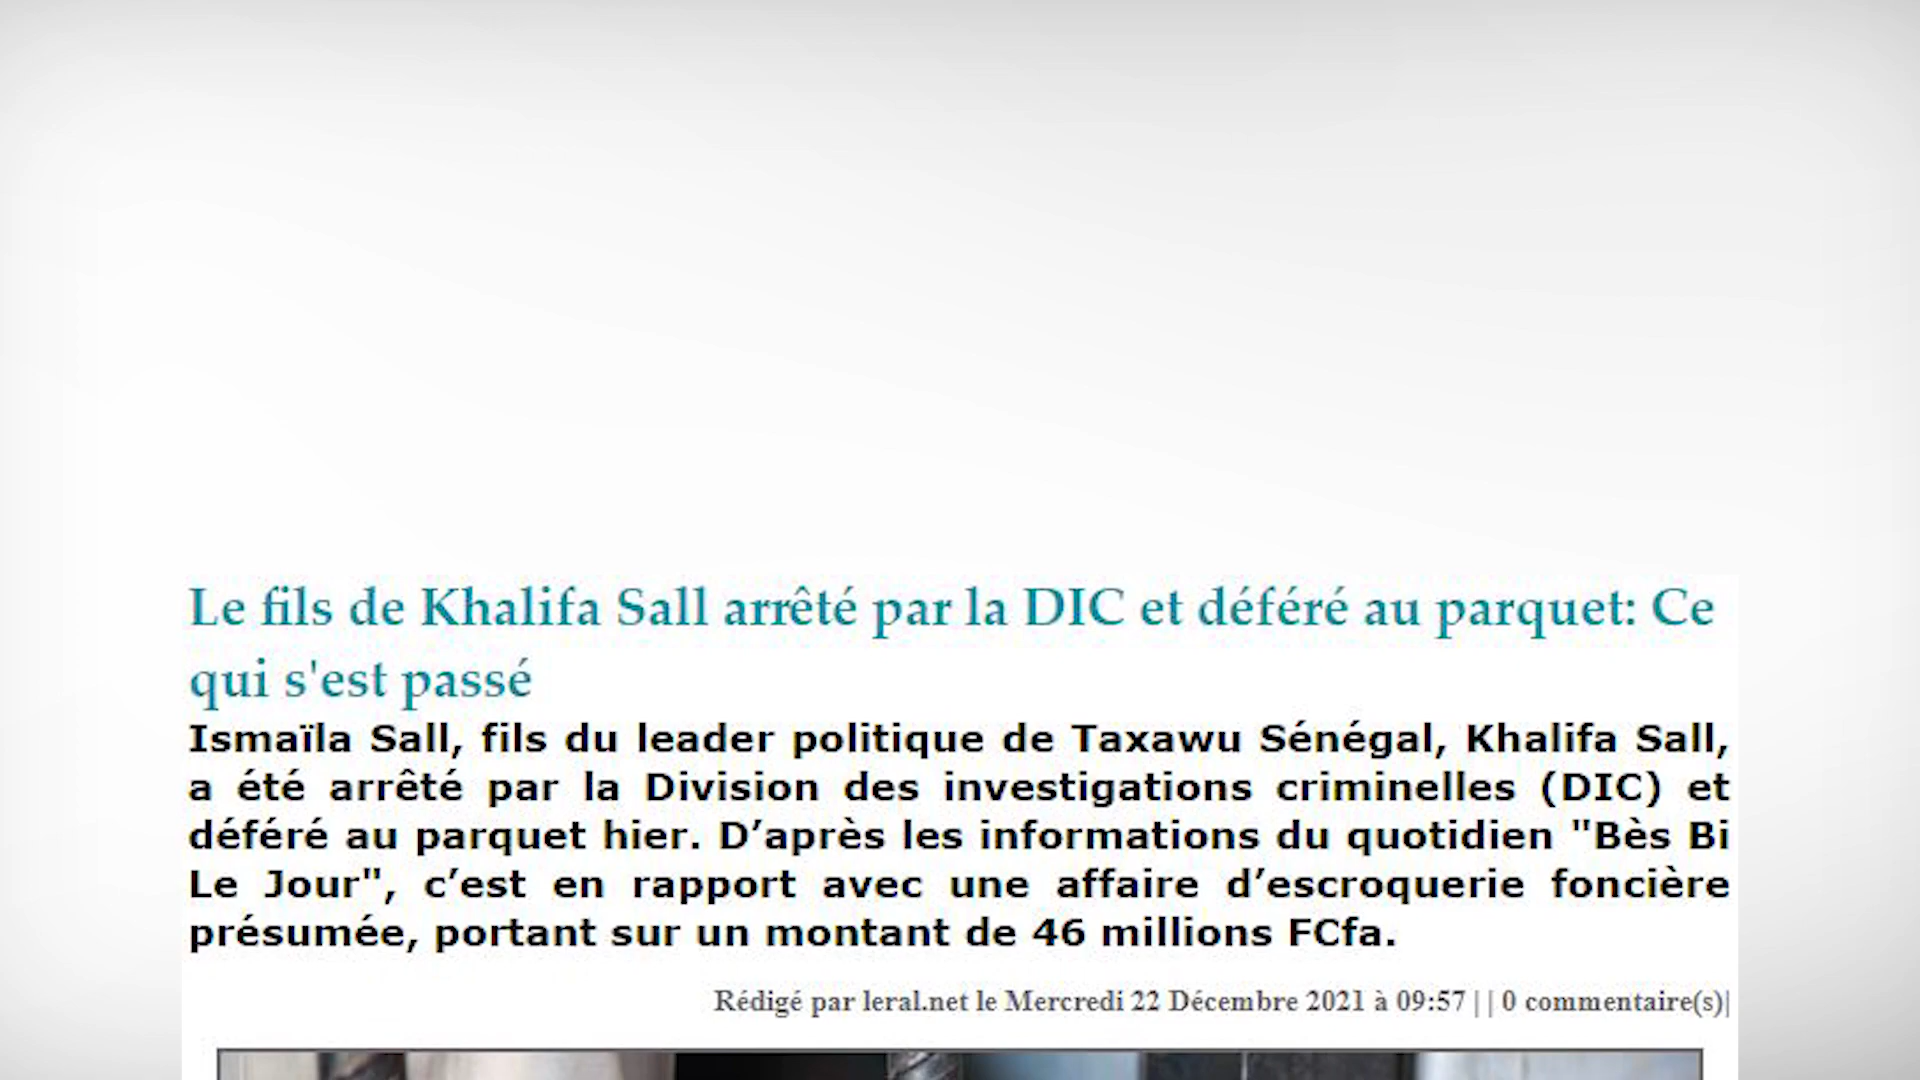 Le fils de Khalifa Sall arrêté par la DIC et déféré au parquet: Ce
qui s'est passé
Ismaïla Sall, fils du leader politique de Taxawu Sénégal, Khalifa Sall,
a été arrêté par la Division des investigations criminelles (DIC) et
déféré au parquet hier. D’après les informations du quotidien "Bès Bi
Le Jour", c’est en rapport avec une affaire d’escroquerie foncière
présumée, portant sur un montant de 46 millions FCfa.
Rédigé par leral.net le Mercredi 22 Décembre 2021 à 09:57 | | 0 commentaire(s)|